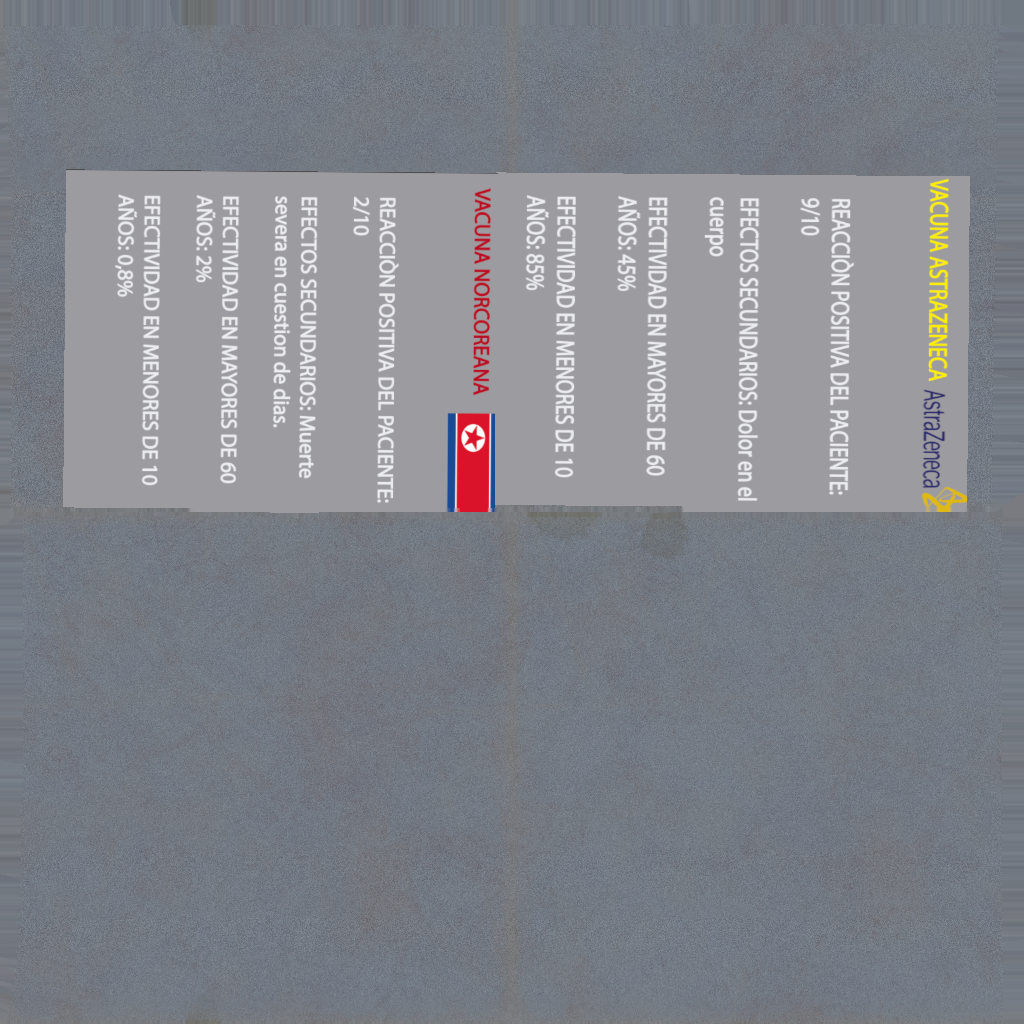 VACUNA ASTRAZENECA AstraZeneca
REACCIÒN POSITIVA DEL PACIENTE:
9/10
EFECTOS SECUNDARIOS: Dolor en el
cuerpo
EFECTIVIDAD EN MAYORES DE 60
AÑOS: 45%
EFECTIVIDAD EN MENORES DE 10
AÑOS: 85%
VACUNA NORCOREANA
REACCIÒN POSITIVA DEL PACIENTE:
2/10
EFECTOS SECUNDARIOS: Muerte
severa en cuestion de dias.
EFECTIVIDAD EN MAYORES DE 60
AÑOS: 2%
EFECTIVIDAD EN MENORES DE 10
AÑOS: 0,8%